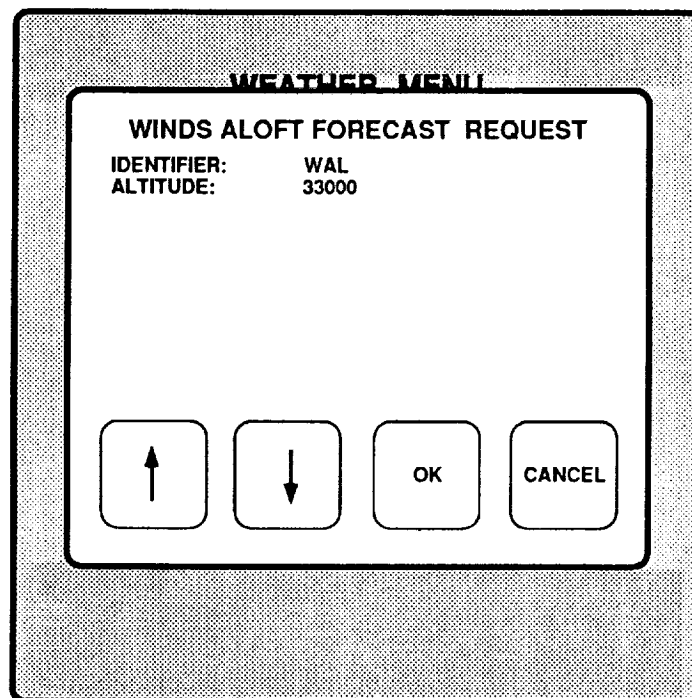 WEATHER MENU
WINDS ALOFT FORECAST REQUEST
IDENTIFIER: WAL
ALTITUDE: 33000
OK
CANCEL